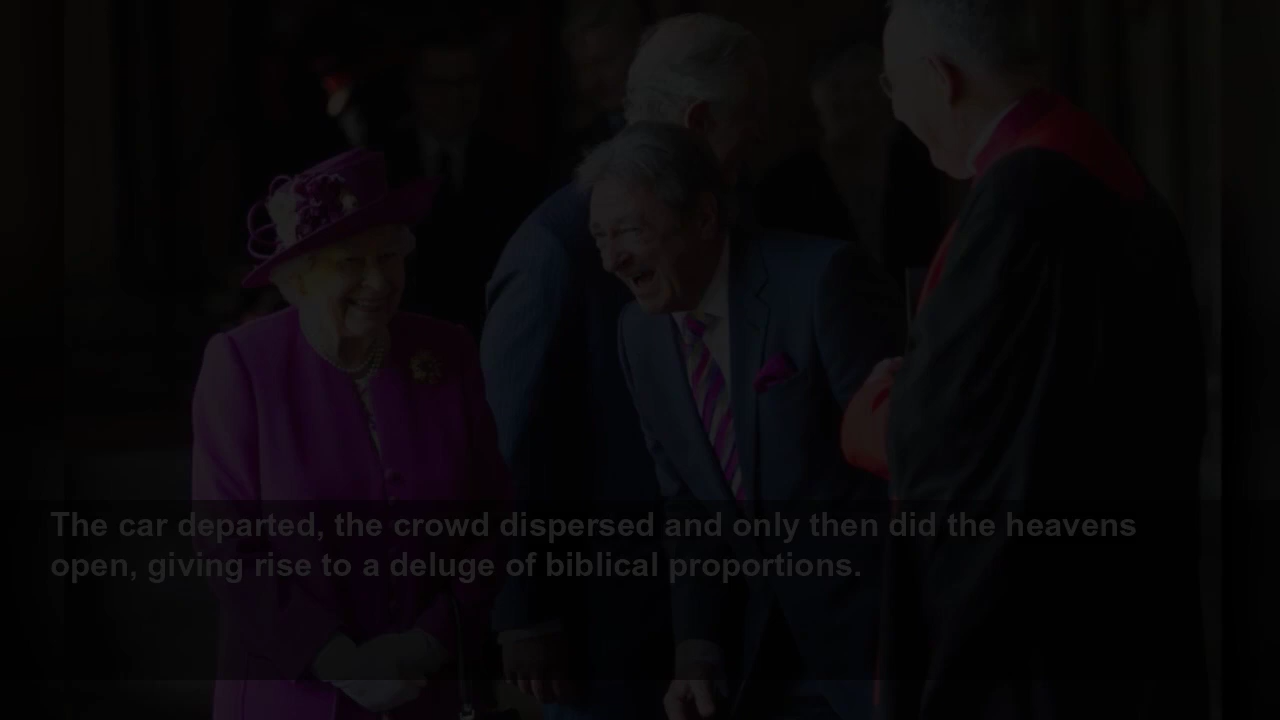 The car departed, the crowd dispersed and only then did the heavens
open, giving rise to a deluge of biblical proportions.